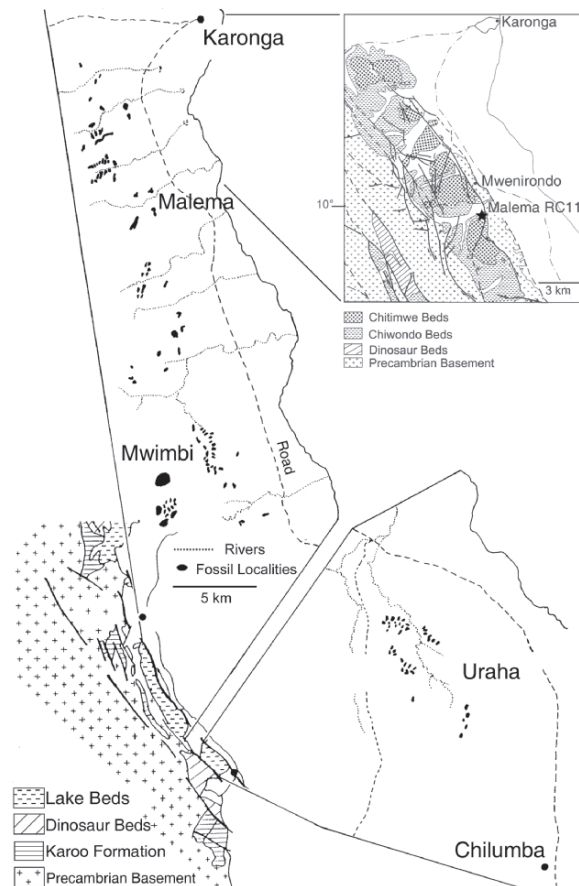 Karonga
Malema
Mwimbi
Road
Rivers
Fossil Localities
5 km
Karonga
Mwenirondo
10°
Malema RC11
3 km
Chitimwe Beds
Chiwondo Beds
Dinosaur Beds
Precambrian Basement
Uraha
Chilumba
Lake Beds
Dinosaur Beds
Karoo Formation
Precambrian Basement